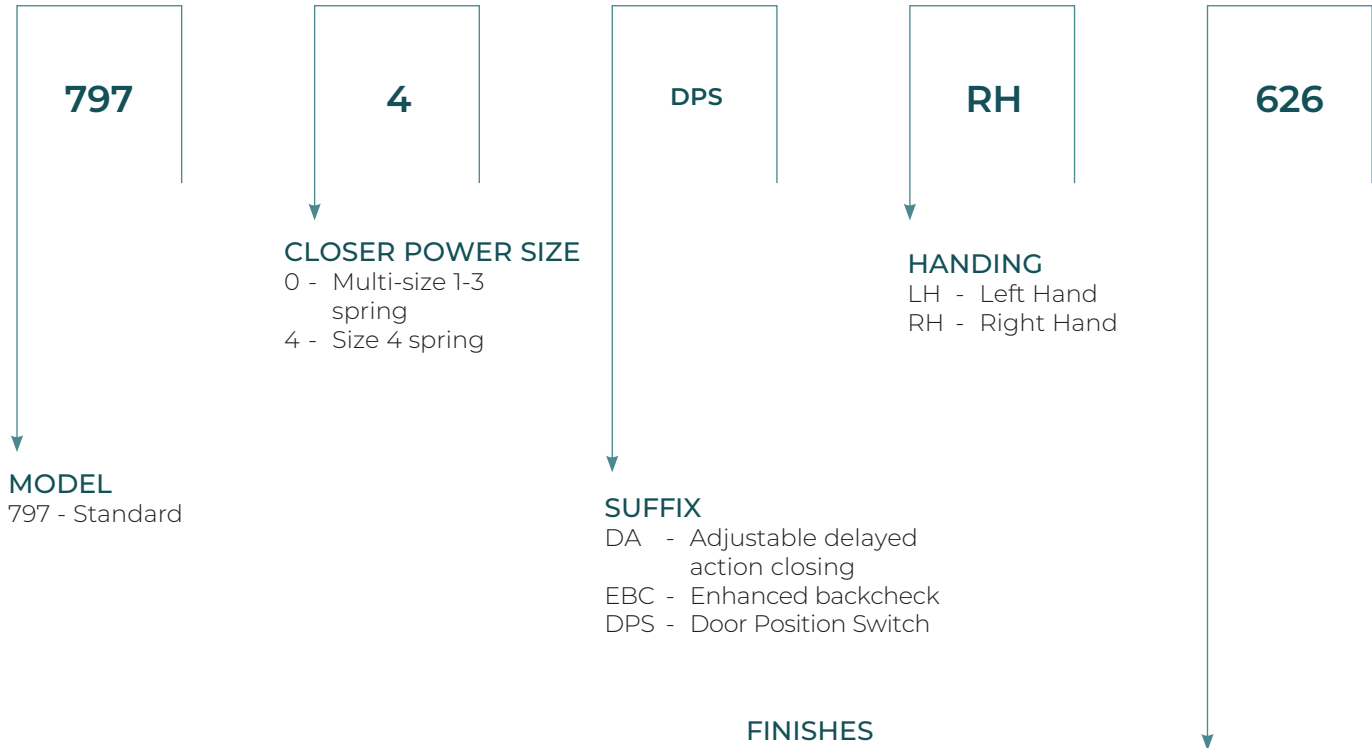 797
4
DPS
RH
626
CLOSER POWER SIZE
0 - Multi-size 1-3
spring
4 - Size 4 spring
HANDING
LH - Left Hand
RH - Right Hand
MODEL
797 - Standard
SUFFIX
DA - Adjustable delayed
action closing
EBC - Enhanced backcheck
DPS - Door Position Switch
FINISHES